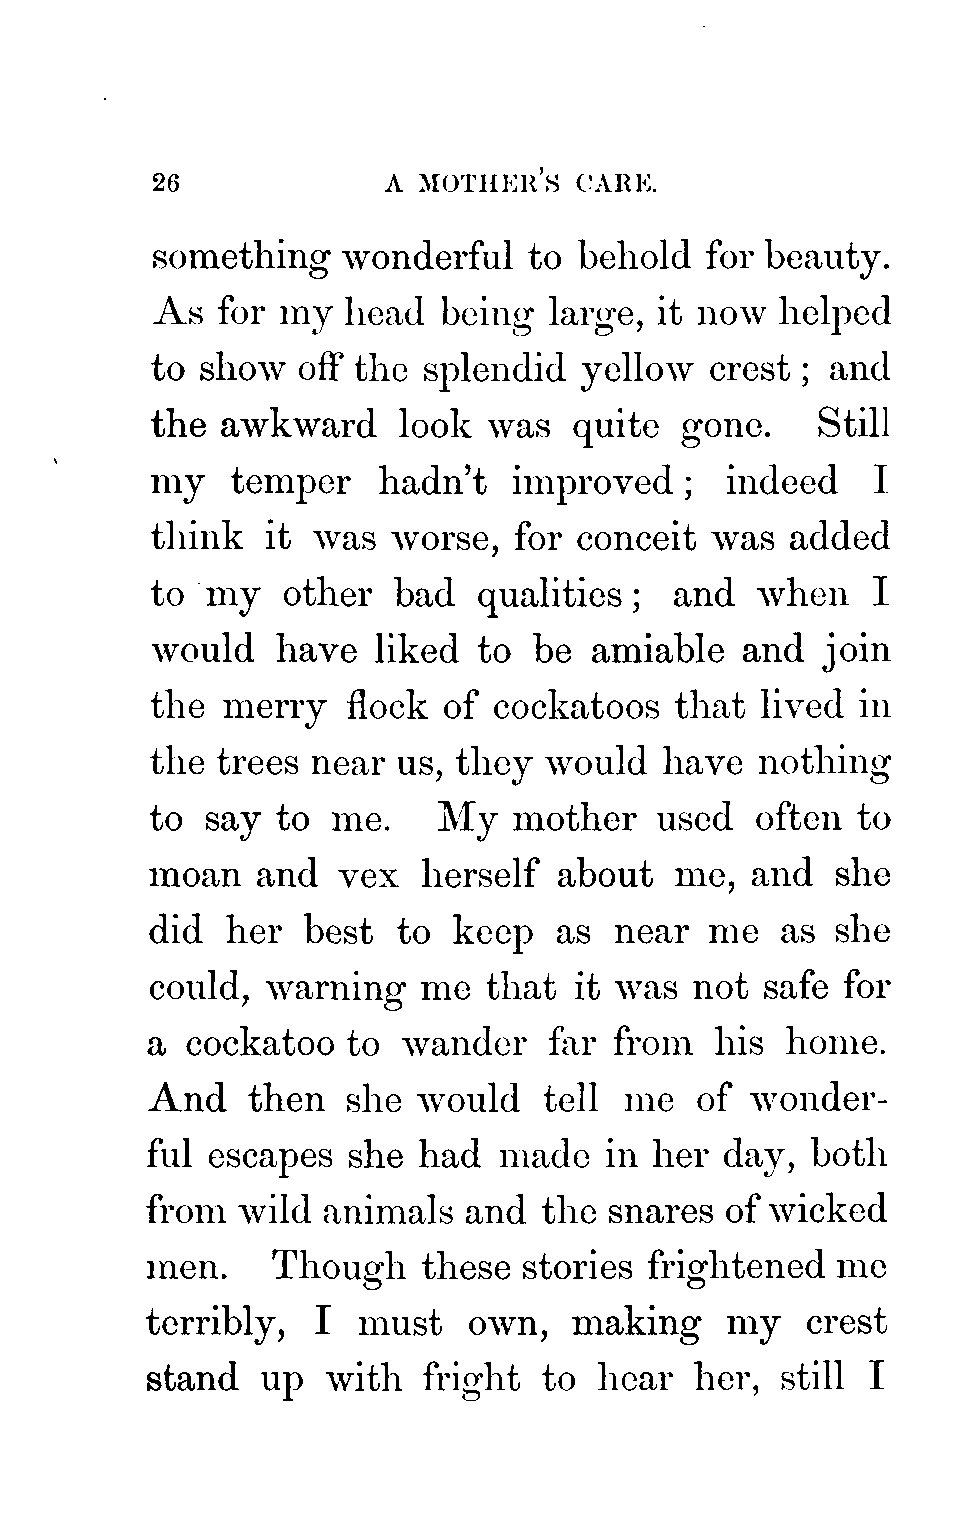 26 A MOTHER'S CARE.
something wonderful to behold for beauty.
As for my head being large, it now helped
to show off the splendid yellow crest ; and
the awkward look was quite gone. Still
my temper hadn't improved ; indeed I
think it was worse, for conceit was added
to my other bad qualities ; and when I
would have liked to be amiable and join
the merry flock of cockatoos that lived in
the trees near us, they would have nothing
to say to me. My mother used often to
moan and vex herself about me, and she
did her best to keep as near me as she
could, warning me that it was not safe for
a cockatoo to wander far from his home.
And then she would tell me of wonder-
ful escapes she had made in her day, both
from wild animals and the snares of wicked
men. Though these stories frightened me
terribly, I must own, making my crest
stand up with fright to hear her, still I